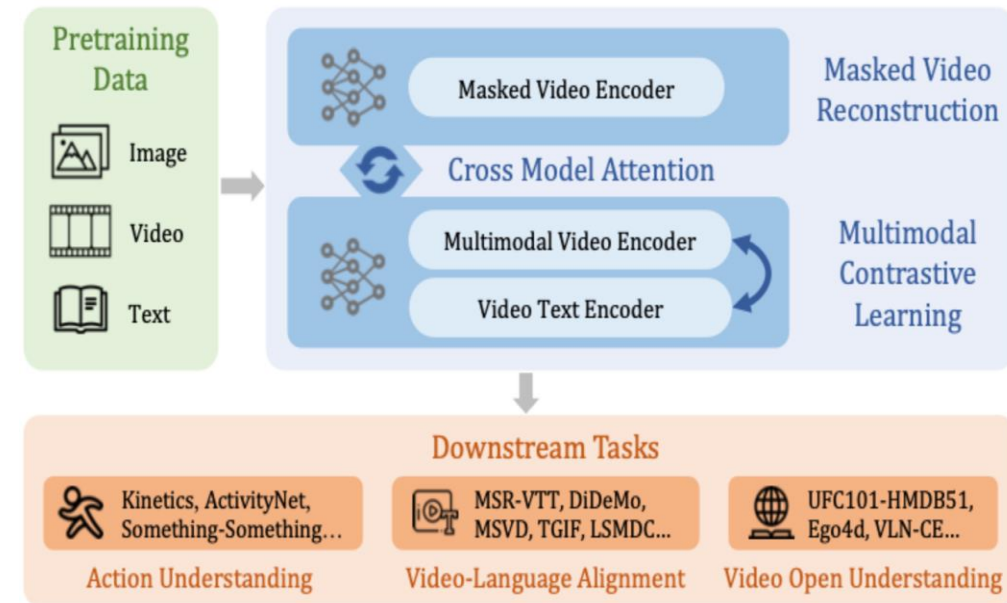 Pretraining
Data
Image
Video
Text
Masked Video Encoder
Masked Video
Reconstruction
Cross Model Attention
Multimodal Video Encoder
Video Text Encoder
Multimodal
Contrastive
Learning
Downstream Tasks
Kinetics, ActivityNet,
Something-Something…
Action Understanding
MSR-VTT, DiDeMo,
MSVD, TGIF, LSMDC...
Video-Language Alignment
UFC101-HMDB51,
Ego4d, VLN-CE...
Video Open Understanding